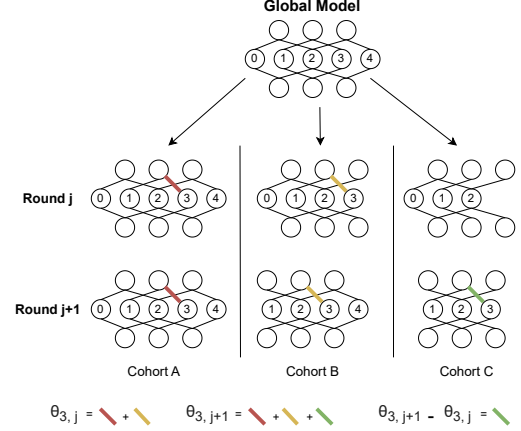 Global Model
0 1 2 3 4
Round j
0 1 2 3 4
0 1 2 3
0 1 2
Round j+1
0 1 2 3 4
1 2 3 4
1 2 3
Cohort A
Cohort B
Cohort C
θ3, j = +
θ3, j+1 = + +
θ3, j+1 - θ3, j =